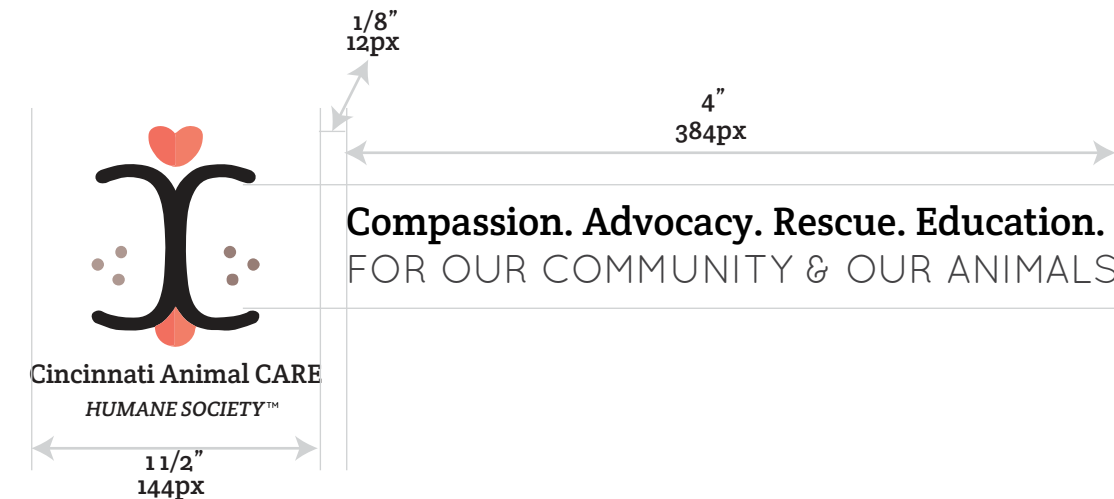 1/8”
12px
4”
384px
Compassion. Advocacy. Rescue. Education.
FOR OUR COMMUNITY & OUR ANIMALS
Cincinnati Animal CARE
HUMANE SOCIETY™
1 1/2”
144px